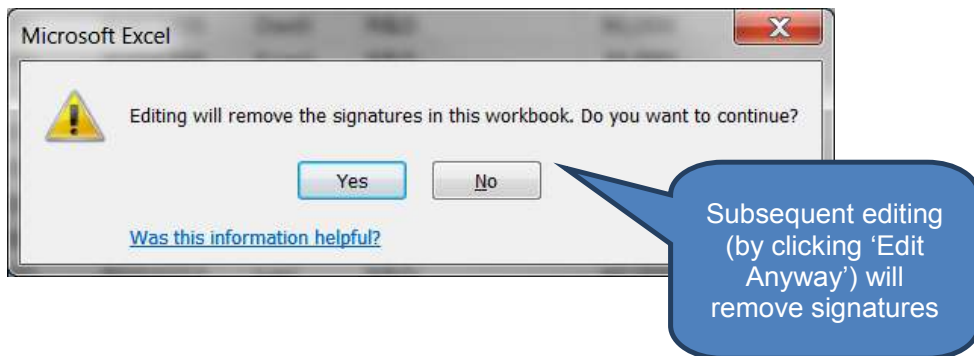 Microsoft Excel
Editing will remove the signatures in this workbook. Do you want to continue?
Yes
No
Was this information helpful?
Subsequent editing
(by clicking ‘Edit
Anyway’) will
remove signatures